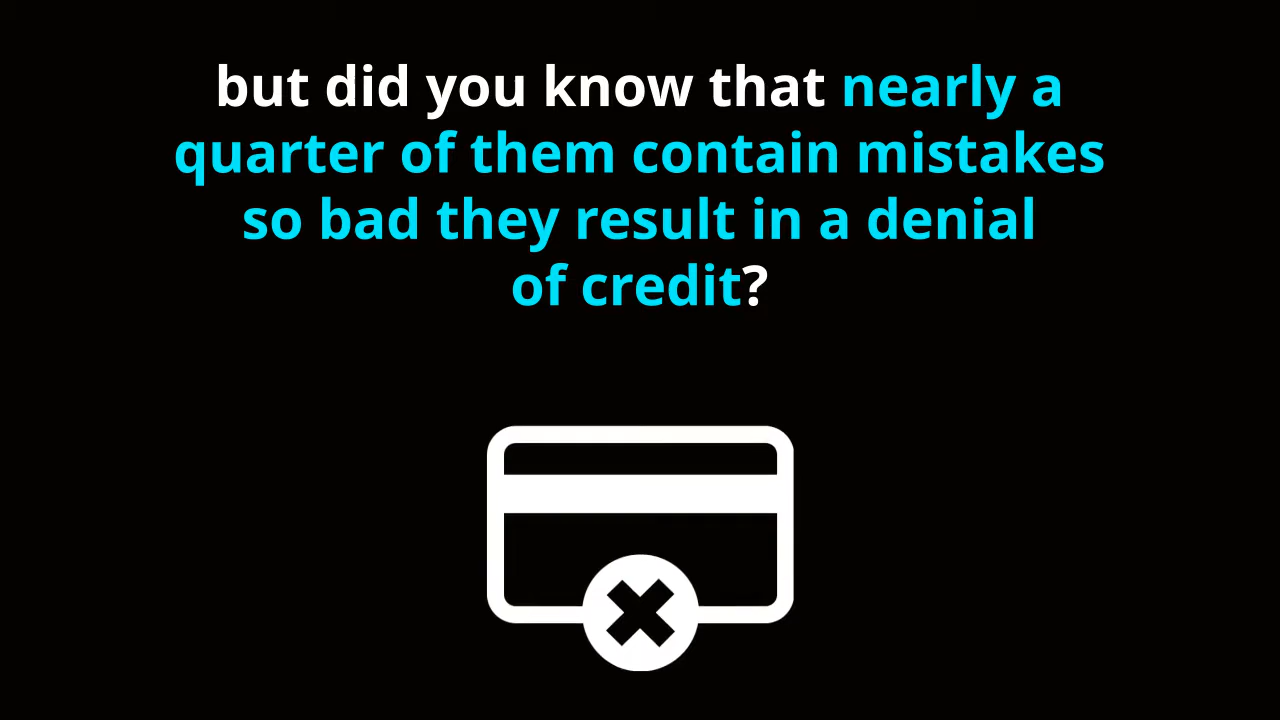 but did you know that nearly a
quarter of them contain mistakes
so bad they result in a denial
of credit?